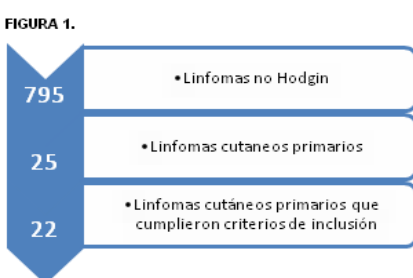 FIGURA 1.
795
•Linfomas no Hodgin
25
•Linfomas cutaneos primarios
22
•Linfomas cutáneos primarios que
cumplieron criterios de inclusión